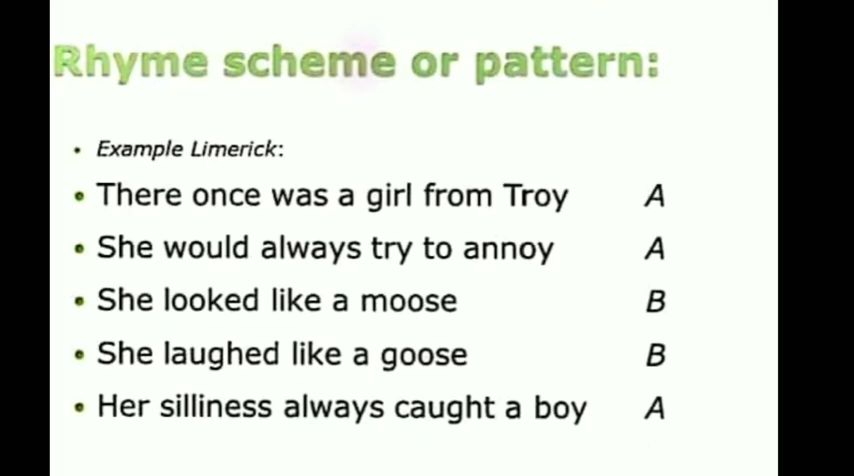 Rhyme scheme or pattern:
• Example Limerick:
• There once was a girl from Troy A
• She would always try to annoy A
• She looked like a moose B
• She laughed like a goose B
• Her silliness always caught a boy A